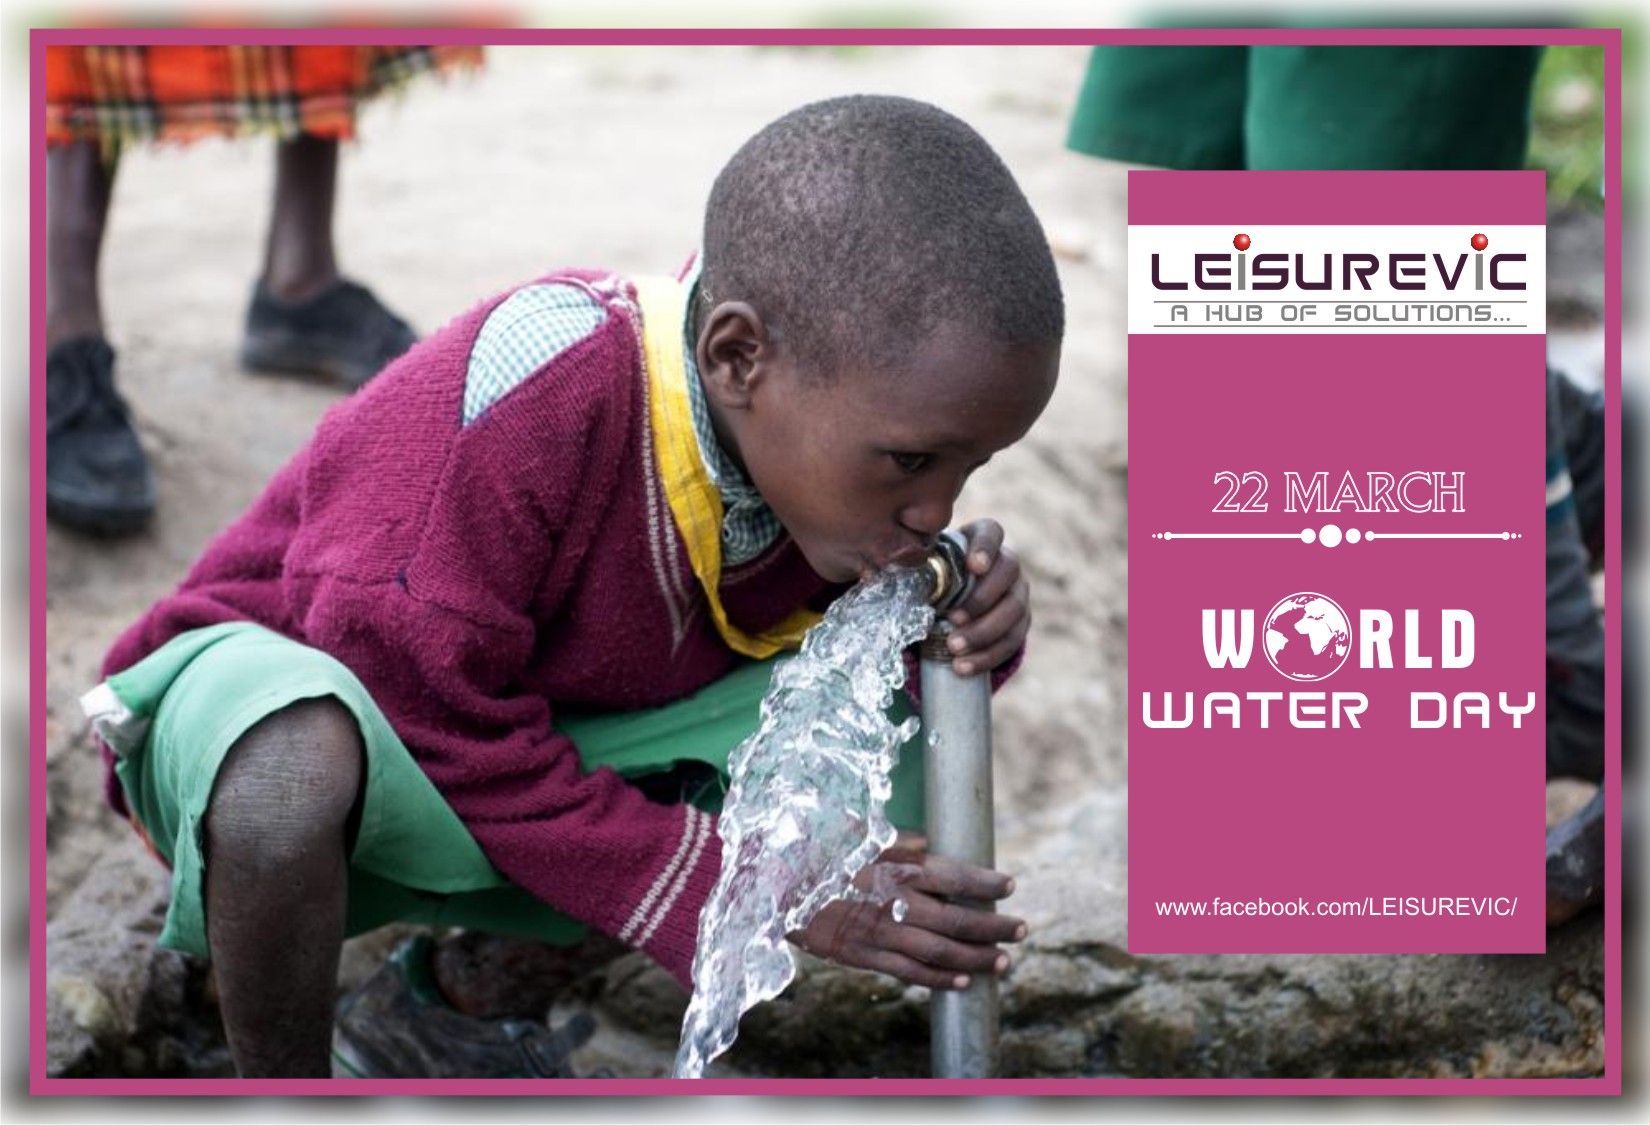 LEISUREVIC
A HUB OF SOLUTIONS...
22 MARCH
WORLD
WATER DAY
www.facebook.com/LEISUREVIC/